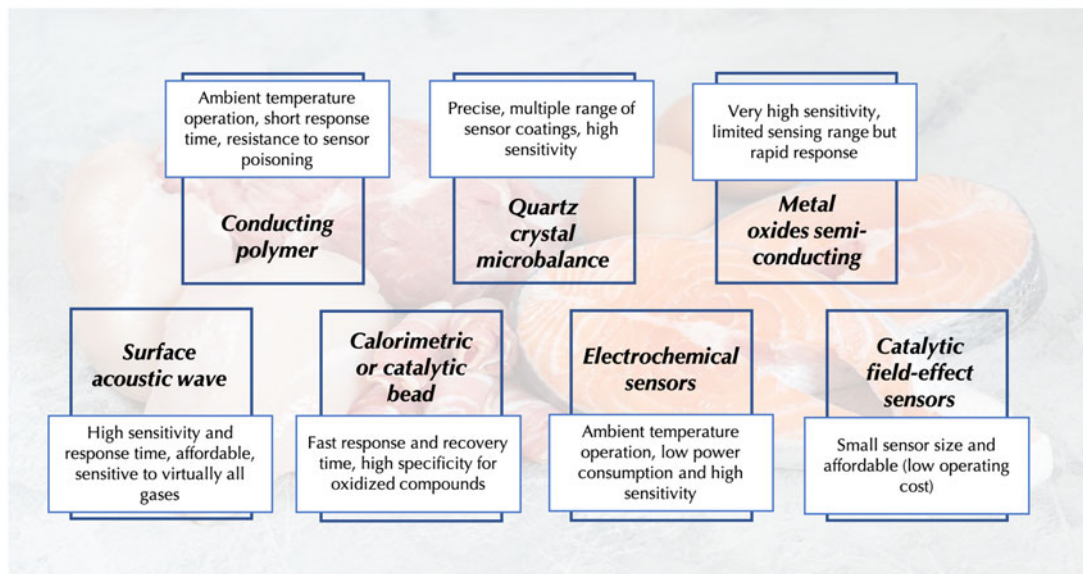 Ambient temperature
operation, short response
time, resistance to sensor
poisoning
Conducting
polymer
Precise, multiple range of
sensor coatings, high
sensitivity
Quartz
crystal
microbalance
Very high sensitivity,
limited sensing range but
rapid response
Metal
oxides semi-
conducting
Surface
acoustic wave
High sensitivity and
response time, affordable,
sensitive to virtually all
gases
Calorimetric
or catalytic
bead
Fast response and recovery
time, high specificity for
oxidized compounds
Electrochemical
sensors
Ambient temperature
operation, low power
consumption and high
sensitivity
Catalytic
field-effect
sensors
Small sensor size and
affordable (low operating
cost)